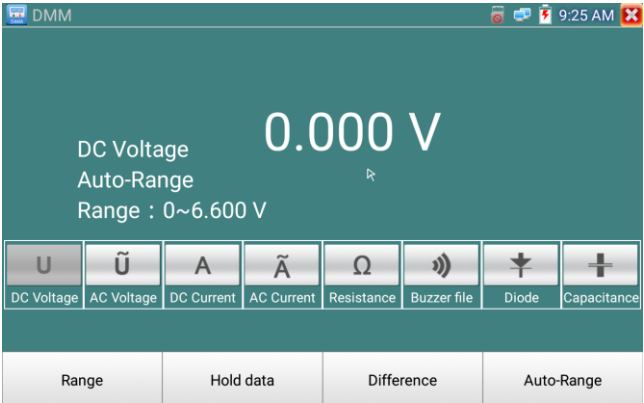 DMM
9:25 AM
0.000 V
DC Voltage
Auto-Range
Range : 0~6.600 V
U Ũ A Ã Ω
DC Voltage AC Voltage DC Current AC Current Resistance Buzzer file Diode Capacitance
Range Hold data Difference Auto-Range